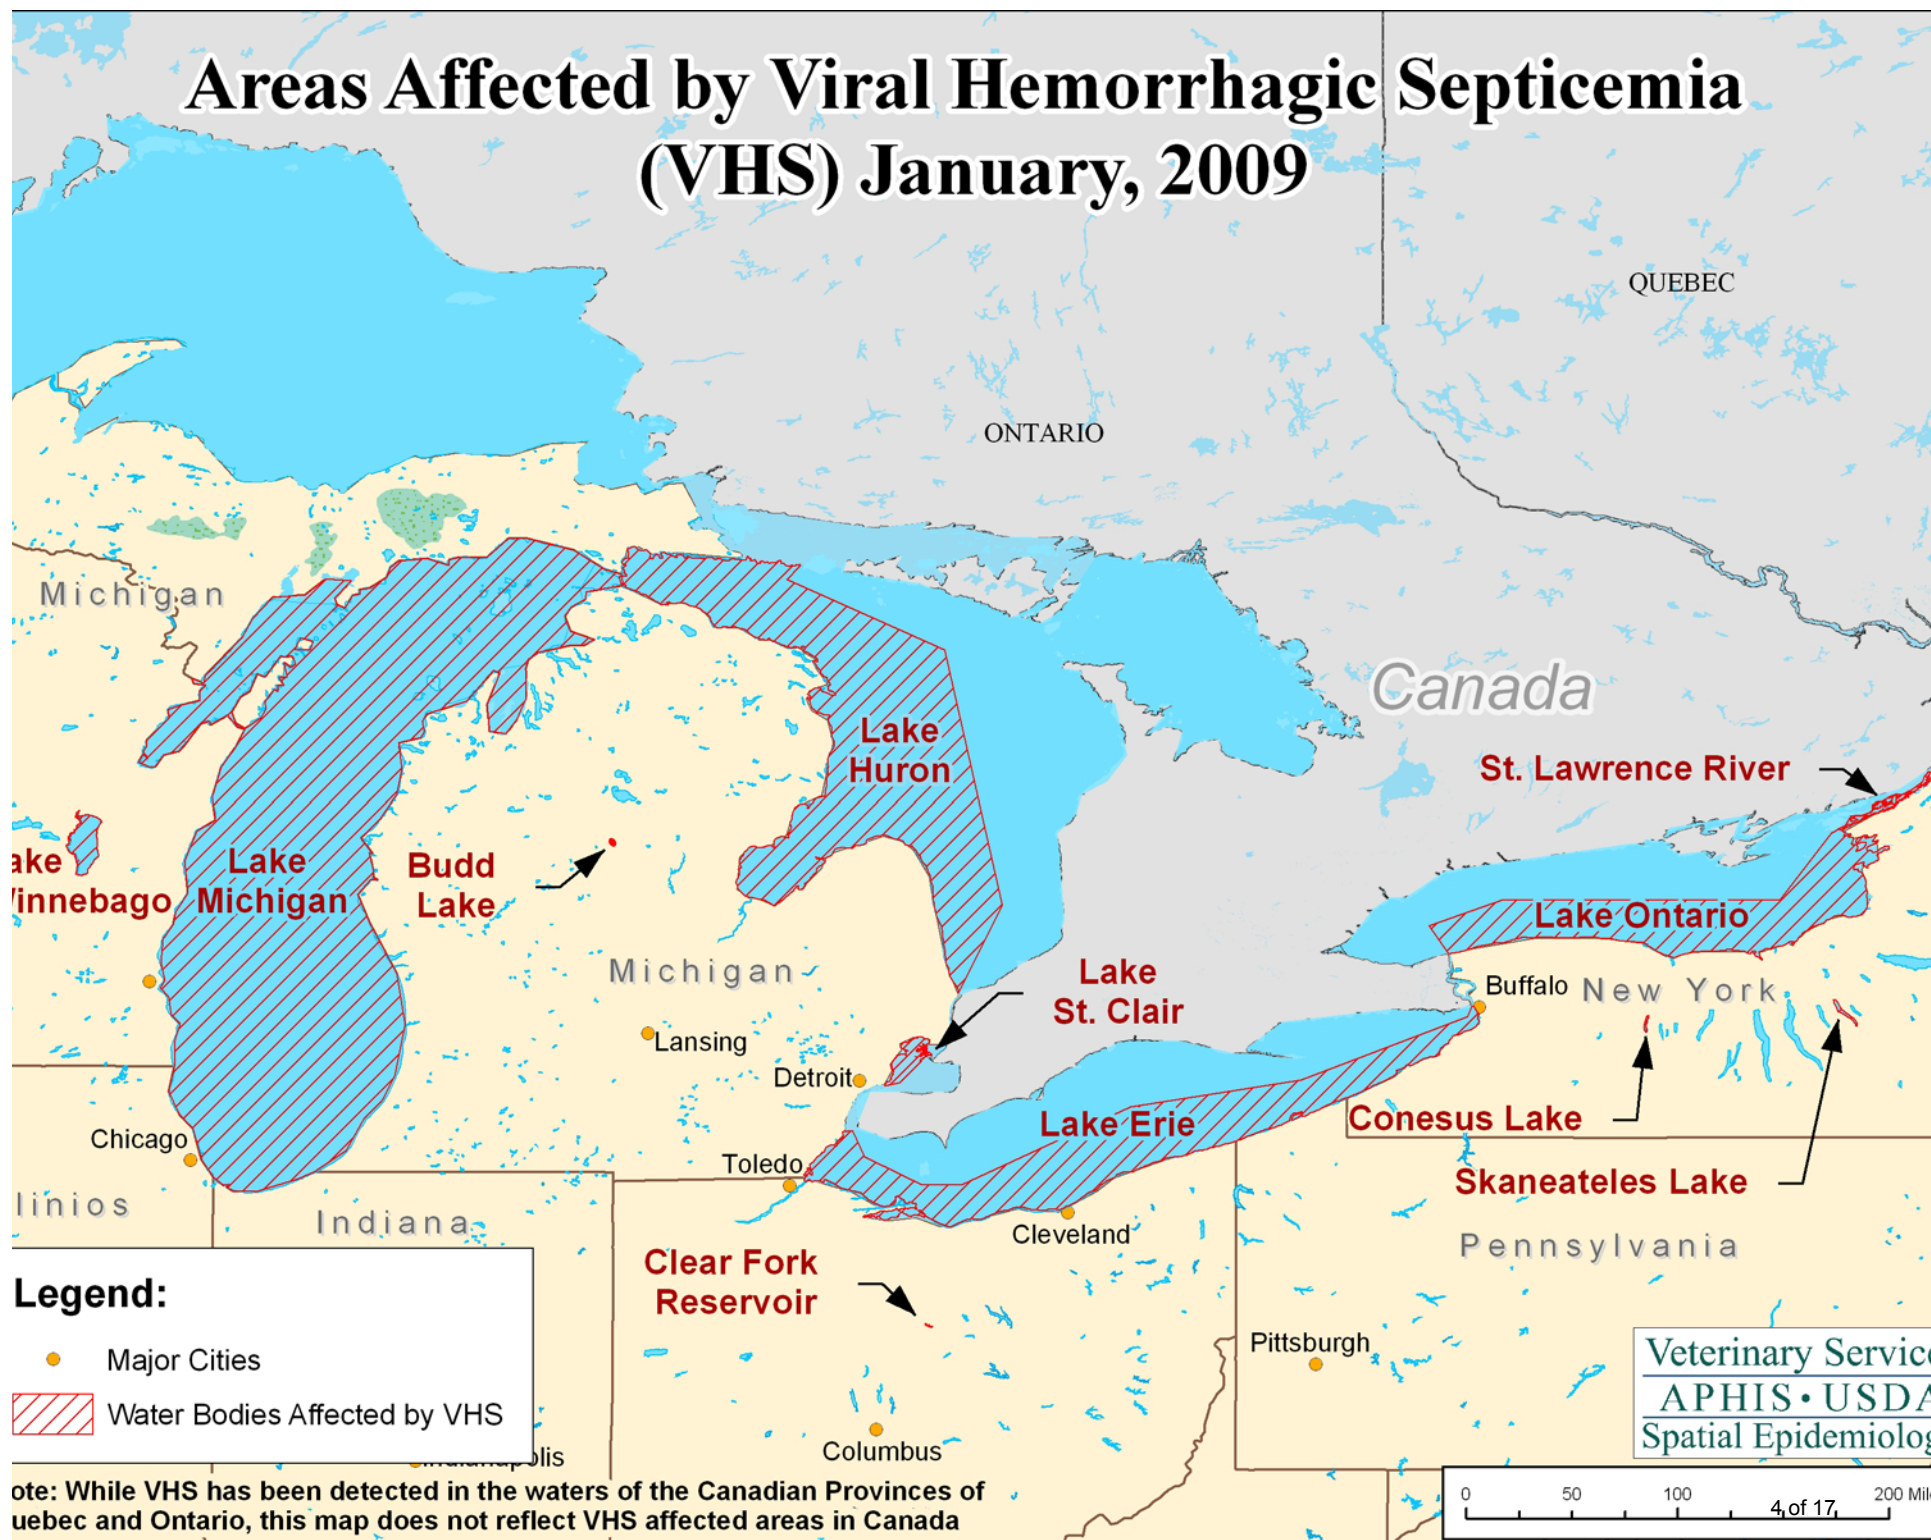 Areas Affected by Viral Hemorrhagic Septicemia
(VHS) January, 2009
QUEBEC
ONTARIO
Michigan
Canada
Lake
Huron
St. Lawrence River
ake
innebago
Lake
Michigan
Budd
Lake
Lake Ontario
Michigan
Lake
St. Clair
Buffalo
New York
Lansing
Detroit
Conesus Lake
Lake Erie
Chicago
Toledo
Skaneateles Lake
linios
Indiana
Cleveland
Pennsylvania
Clear Fork
Reservoir
Legend:
Major Cities
Water Bodies Affected by VHS
Pittsburgh
Columbus
Veterinary Service
APHIS • USDA
Spatial Epidemiolog
ote: While VHS has been detected in the waters of the Canadian Provinces of
uebec and Ontario, this map does not reflect VHS affected areas in Canada
0 50 100 200 Mil
4 of 17